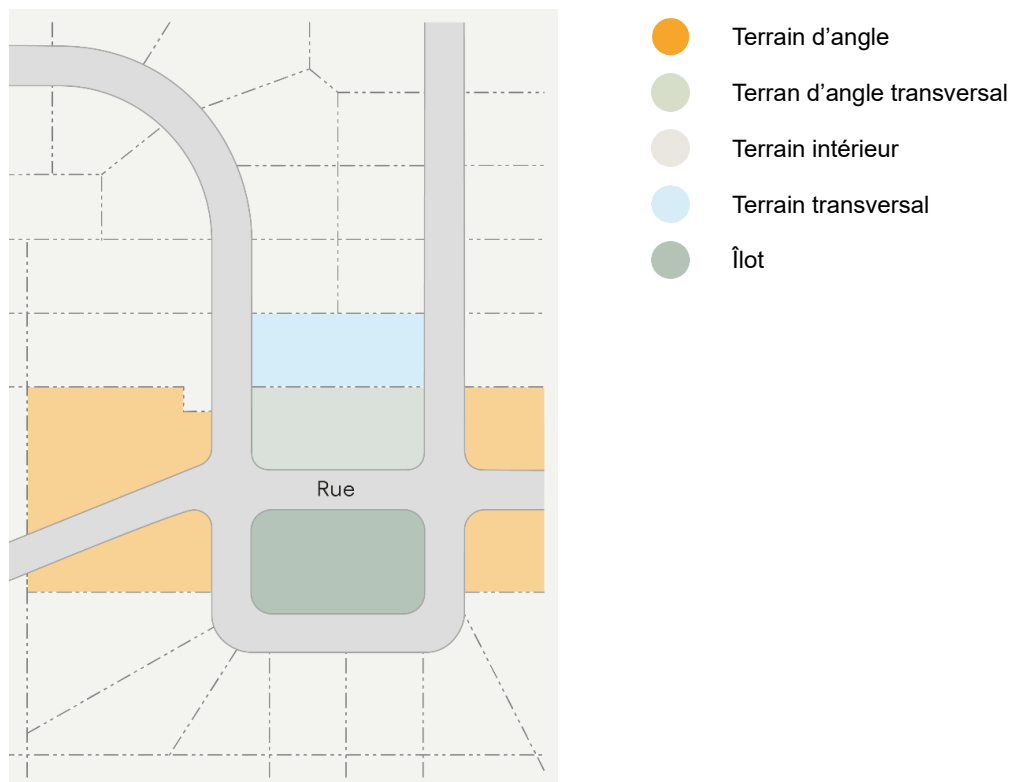 Terrain d’angle
Terran d’angle transversal
Terrain intérieur
Terrain transversal
Îlot
Rue